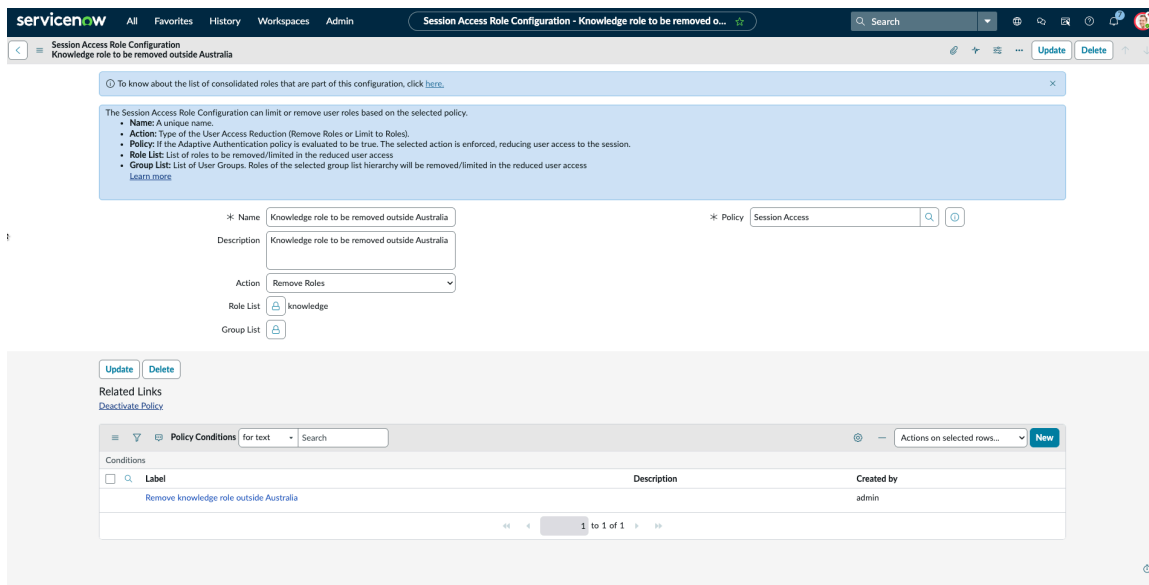 servicenow All Favorites History Workspaces Admin Session Access Role Configuration - Knowledge role to be removed o... Search 7
Session Access Role Configuration
Knowledge role to be removed outside Australia
Update Delete
To know about the list of consolidated roles that are part of this configuration, click here.
The Session Access Role Configuration can limit or remove user roles based on the selected policy.
• Name: A unique name.
• Action: Type of the User Access Reduction (Remove Roles or Limit to Roles).
• Policy: If the Adaptive Authentication policy is evaluated to be true. The selected action is enforced, reducing user access to the session.
• Role List: List of roles to be removed/limited in the reduced user access
• Group List: List of User Groups. Roles of the selected group list hierarchy will be removed/limited in the reduced user access
Learn more
Name Knowledge role to be removed outside Australia Policy Session Access
Description Knowledge role to be removed outside Australia
Action Remove Roles
Role List knowledge
Group List
Update Delete
Related Links
Deactivate Policy
Policy Conditions for text Search Actions on selected rows... New
Conditions
Label Description Created by
Remove knowledge role outside Australia admin
1 to 1 of 1